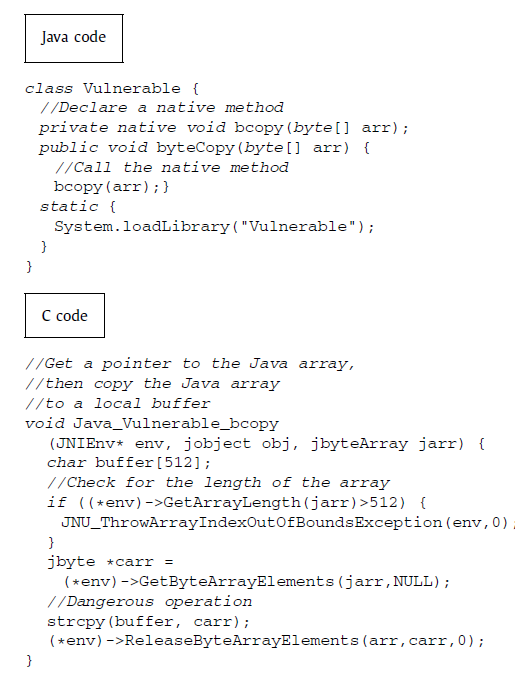 Java code
class Vulnerable {
//Declare a native method
private native void bcopy(byte[] arr);
public void byteCopy(byte[] arr) {
//Call the native method
bcopy(arr);}
static {
System.loadLibrary("Vulnerable");
}
}
C code
//Get a pointer to the Java array,
//then copy the Java array
//to a local buffer
void Java_Vulnerable_bcopy
(JNIEnv* env, jobject obj, jbyteArray jarr) {
char buffer[512];
//Check for the length of the array
if ((*env)->GetArrayLength(jarr)>512) {
JNU_ThrowArrayIndexOutOfBoundsException(env,0);
}
jbyte *carr =
(*env)->GetByteArrayElements(jarr,NULL);
//Dangerous operation
strcpy(buffer, carr);
(*env)->ReleaseByteArrayElements(arr,carr,0);
}